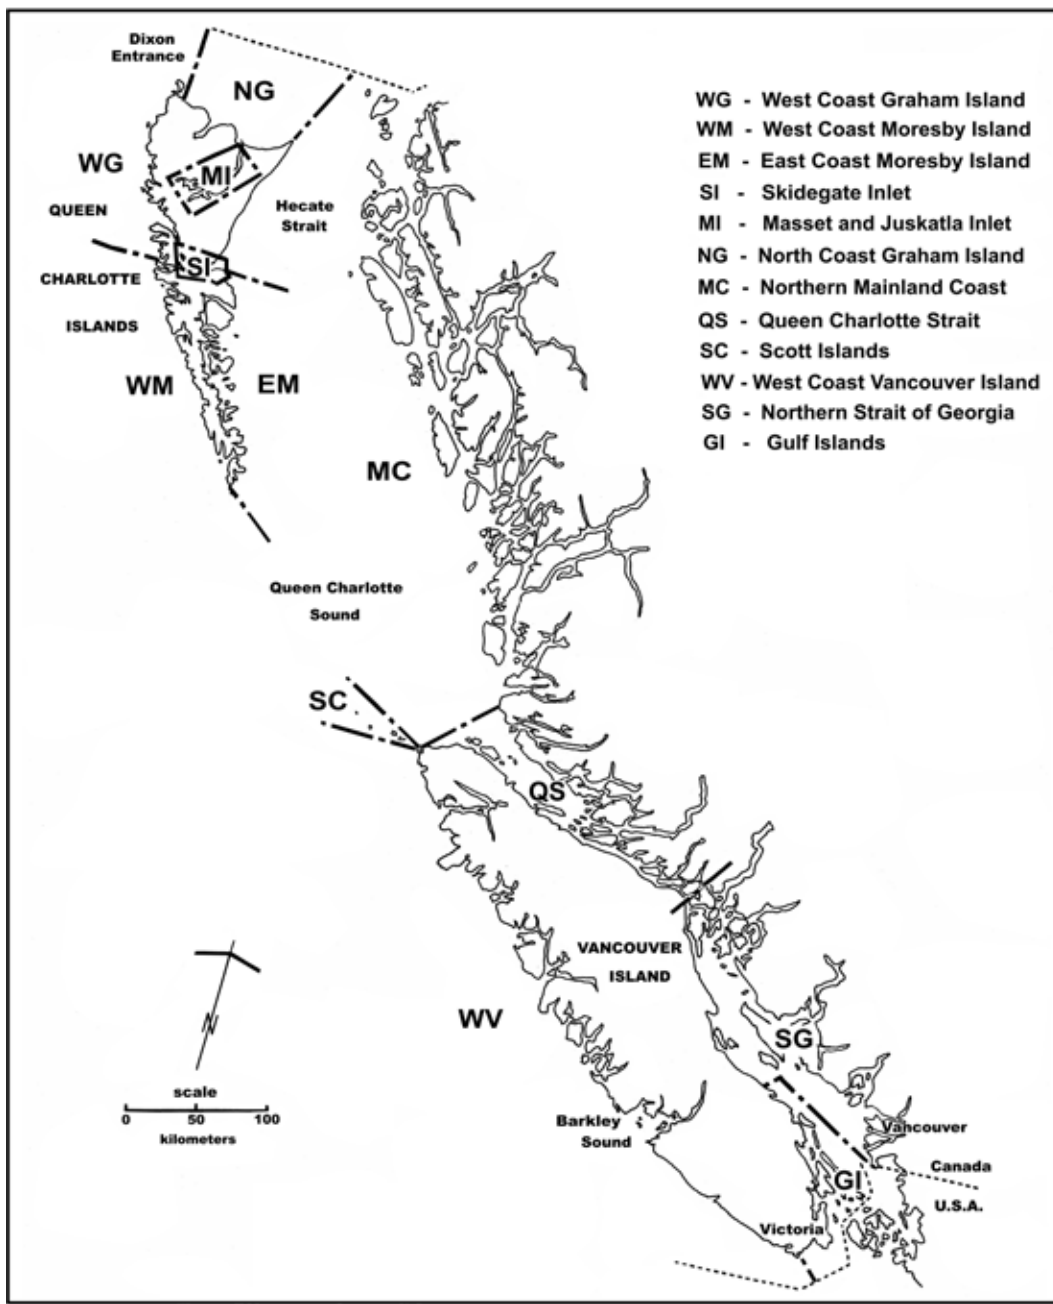 Dixon
Entrance
NG
WG
MI
QUEEN
Hecate
Strait
SI
CHARLOTTE
ISLANDS
WM
EM
MC
WG - West Coast Graham Island
WM - West Coast Moresby Island
EM - East Coast Moresby Island
SI - Skidegate Inlet
MI - Masset and Juskatla Inlet
NG - North Coast Graham Island
MC - Northern Mainland Coast
QS - Queen Charlotte Strait
SC - Scott Islands
WV - West Coast Vancouver Island
SG - Northern Strait of Georgia
GI - Gulf Islands
Queen Charlotte
Sound
SC
QS
VANCOUVER
ISLAND
WV
SG
N
scale
0 50 100
kilometers
Barkley
Sound
Vancouver
Canada
GI
U.S.A.
Victoria